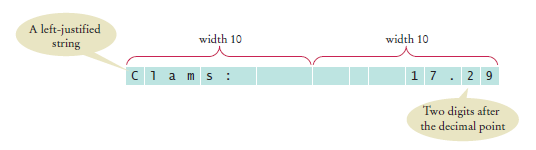 A left-justified
string
width 10
width 10
Clams: 17.29
Two digits after
the decimal point